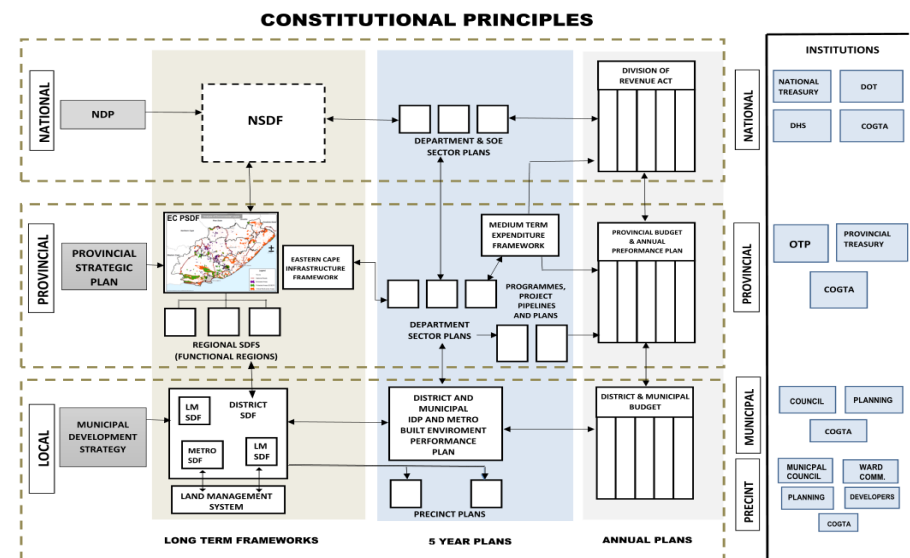 CONSTITUTIONAL PRINCIPLES
NATIONAL
NDP
NSDF
DEPARTMENT & SOE
SECTOR PLANS
DIVISION OF
REVENUE ACT
NATIONAL
INSTITUTIONS
NATIONAL
TREASURY
DOT
DHS
COGTA
PROVINCIAL
PROVINCIAL
STRATEGIC
PLAN
EC PSDF
EASTERN CAPE
INFRASTRUCTURE
FRAMEWORK
REGIONAL SDFS
(FUNCTIONAL REGIONS)
MEDIUM TERM
EXPENDITURE
FRAMEWORK
PROGRAMMES,
PROJECT
PIPELINES
AND PLANS
DEPARTMENT
SECTOR PLANS
PROVINCIAL BUDGET
& ANNUAL
PREFORMANCE PLAN
PROVINCIAL
OTP
PROVINCIAL
TREASURY
COGTA
LOCAL
MUNICIPAL
DEVELOPMENT
STRATEGY
LM
SDF
DISTRICT
SDF
METRO
SDF
LM
SDF
LAND MANAGEMENT
SYSTEM
DISTRICT AND
MUNICIPAL
IDP AND METRO
BUILT ENVIROMENT
PERFORMANCE
PLAN
PRECINCT PLANS
DISTRICT & MUNICIPAL
BUDGET
MUNICIPAL
COUNCIL
PLANNING
COGTA
PRECINT
MUNICPAL
COUNCIL
WARD
COMM.
PLANNING
DEVELOPERS
COGTA
LONG TERM FRAMEWORKS
5 YEAR PLANS
ANNUAL PLANS